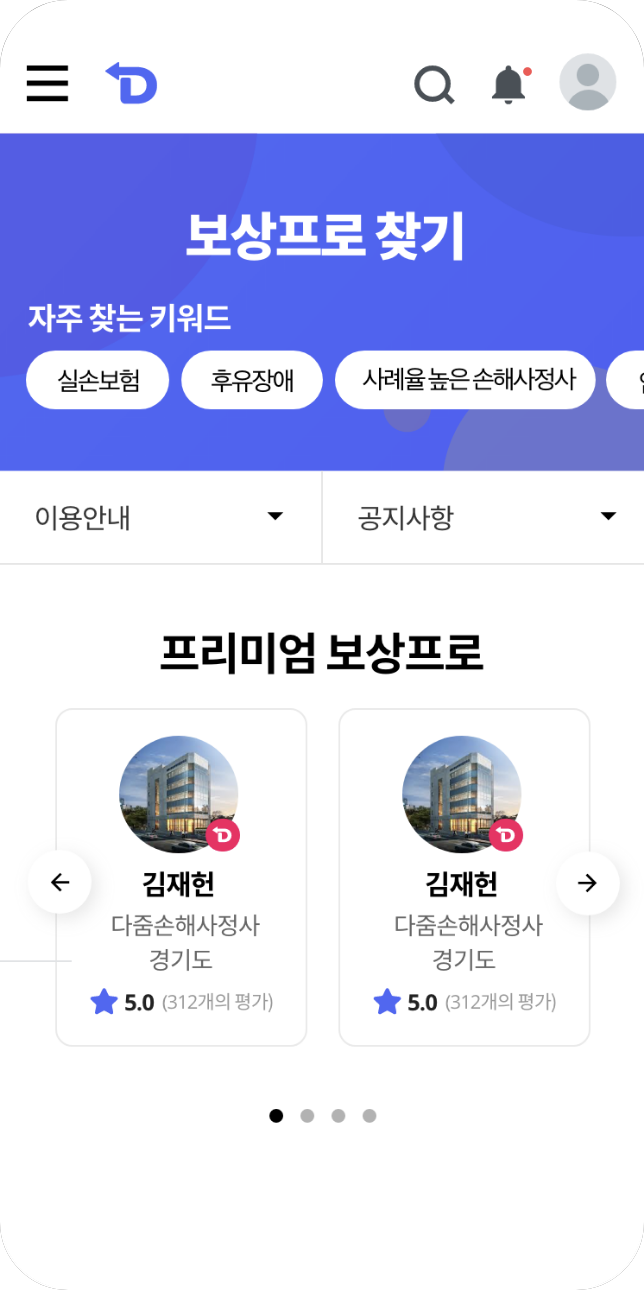 보상프로 찾기
자주 찾는 키워드
실손보험 후유장애 사례율 높은 손해사정사
이용안내 공지사항
프리미엄 보상프로
김재헌 김재헌
다줌손해사정사 다줌손해사정사
경기도 경기도
5.0 (312개의 평가) 5.0 (312개의 평가)